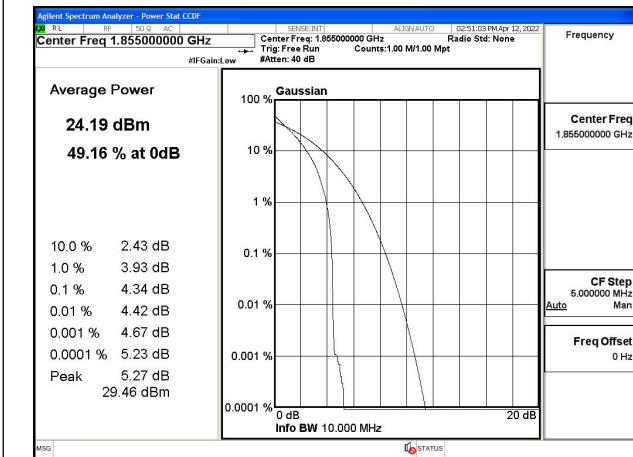 Agilent Spectrum Analyzer - Power Stat CCDF
LXI RL RF 50 Ω AC SENSE:INT ALIGNAUTO 02:51:03 PM Apr 12, 2022
Center Freq 1.855000000 GHz
Center Freq: 1.855000000 GHz Radio Std: None
Trig: Free Run Counts:1.00 M/1.00 Mpt
#IFGain:Low #Atten: 40 dB
Frequency
Average Power
24.19 dBm
49.16 % at 0dB
10.0 % 2.43 dB
1.0 % 3.93 dB
0.1 % 4.34 dB
0.01 % 4.42 dB
0.001 % 4.67 dB
0.0001 % 5.23 dB
Peak 5.27 dB
29.46 dBm
Gaussian
100 %
10 %
1 %
0.1 %
0.01 %
0.001 %
0.0001 %
0 dB 20 dB
Info BW 10.000 MHz
Center Freq
1.855000000 GHz
CF Step
5.000000 MHz
Auto Man
Freq Offset
0 Hz
MSG STATUS